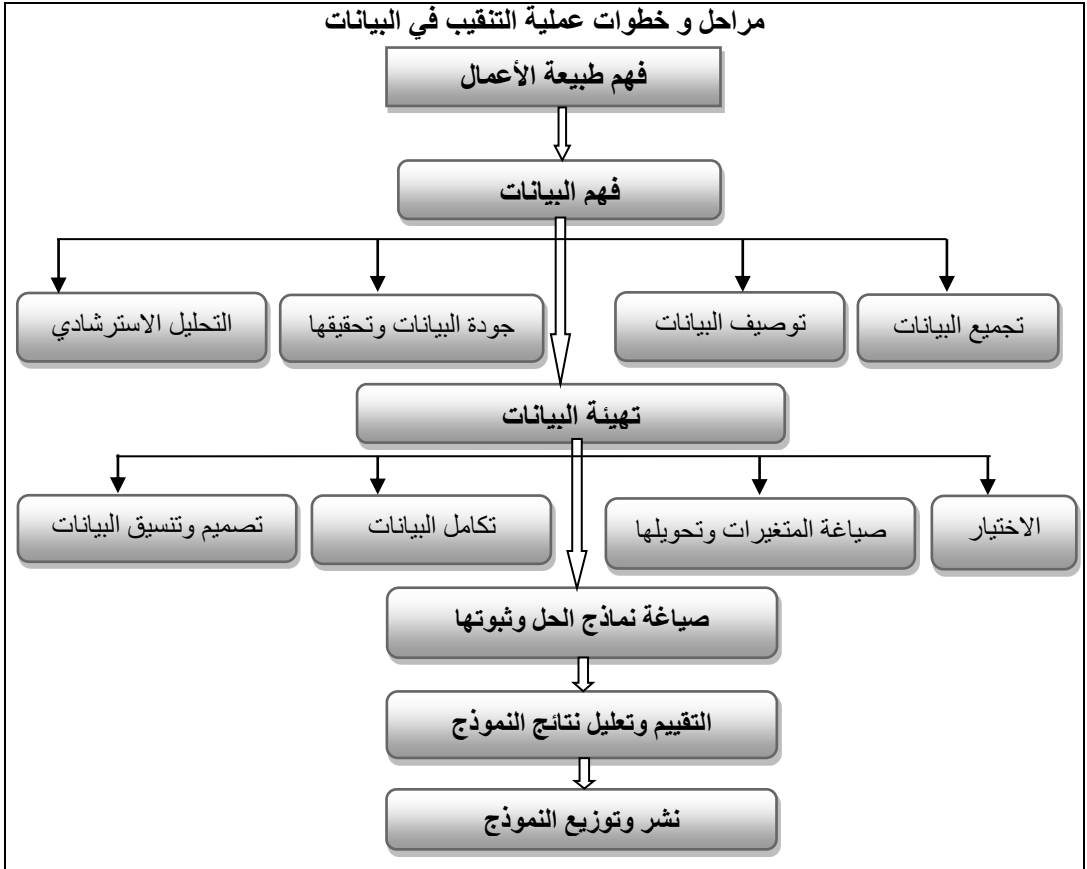 مراحل و خطوات عملية التنقيب في البيانات
فهم طبيعة الأعمال
فهم البيانات
تجميع البيانات
توصيف البيانات
جودة البيانات وتحقيقها
التحليل الاسترشادي
تهيئة البيانات
الاختيار
صياغة المتغيرات وتحويلها
تكامل البيانات
تصميم وتنسيق البيانات
صياغة نماذج الحل وثبوتها
التقييم وتعليل نتائج النموذج
نشر وتوزيع النموذج